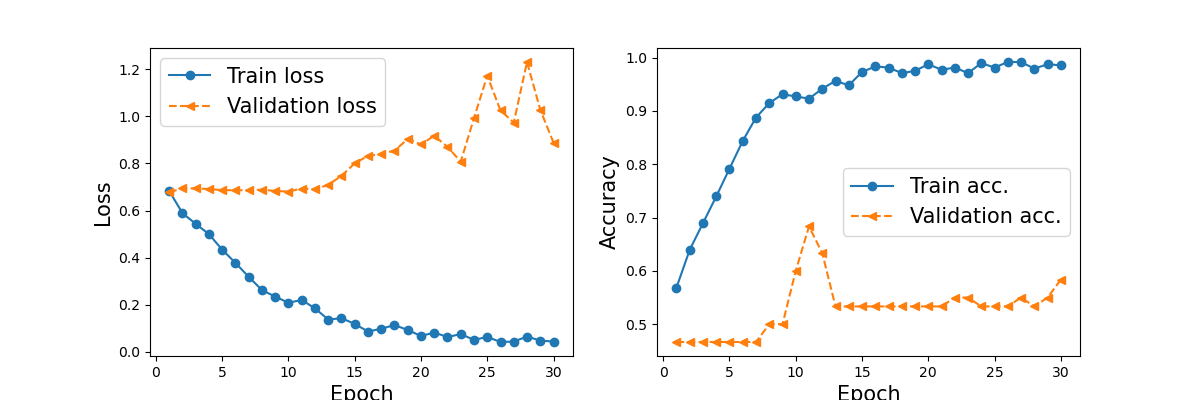 Train loss
Validation loss
Loss
1.2
1.0
0.8
0.6
0.4
0.2
0.0
0 5 10 15 20 25 30
Epoch
Train acc.
Validation acc.
Accuracy
1.0
0.9
0.8
0.7
0.6
0.5
0 5 10 15 20 25 30
Epoch